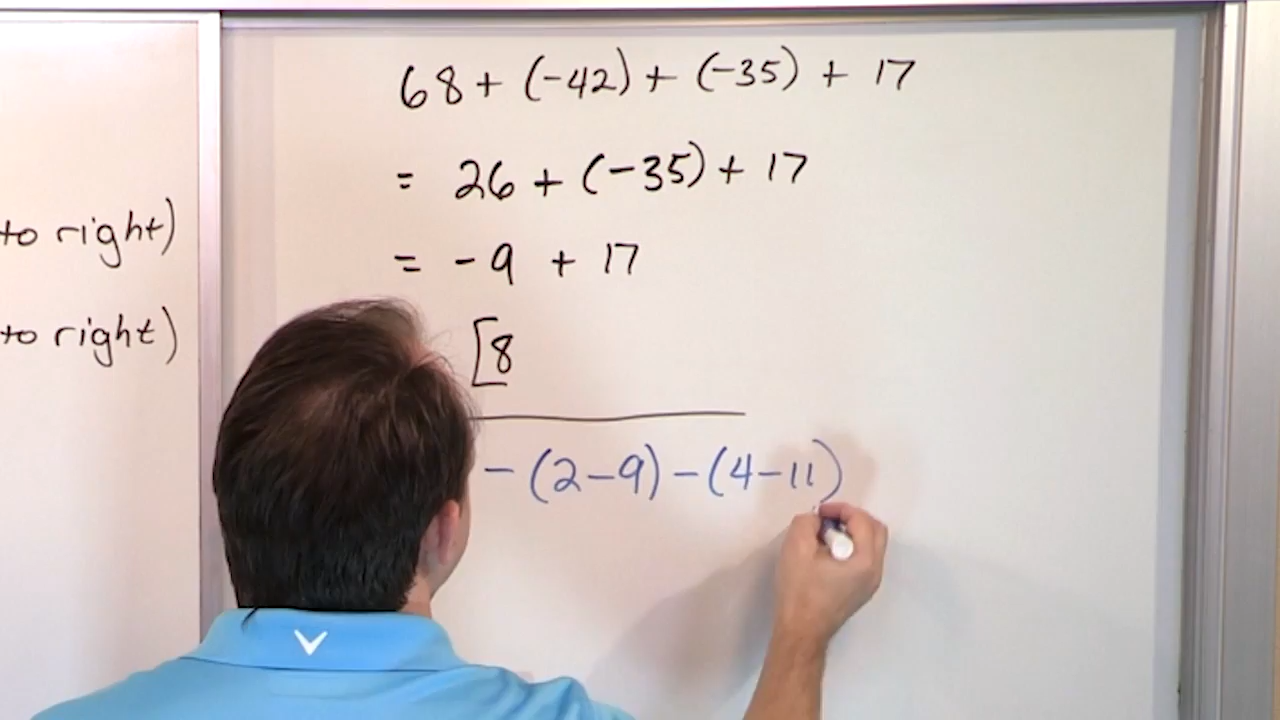 to right)
to right)
68 + (-42) + (-35) + 17
= 26 + (-35) + 17
= -9 + 17
[8
- (2-9) - (4-11)